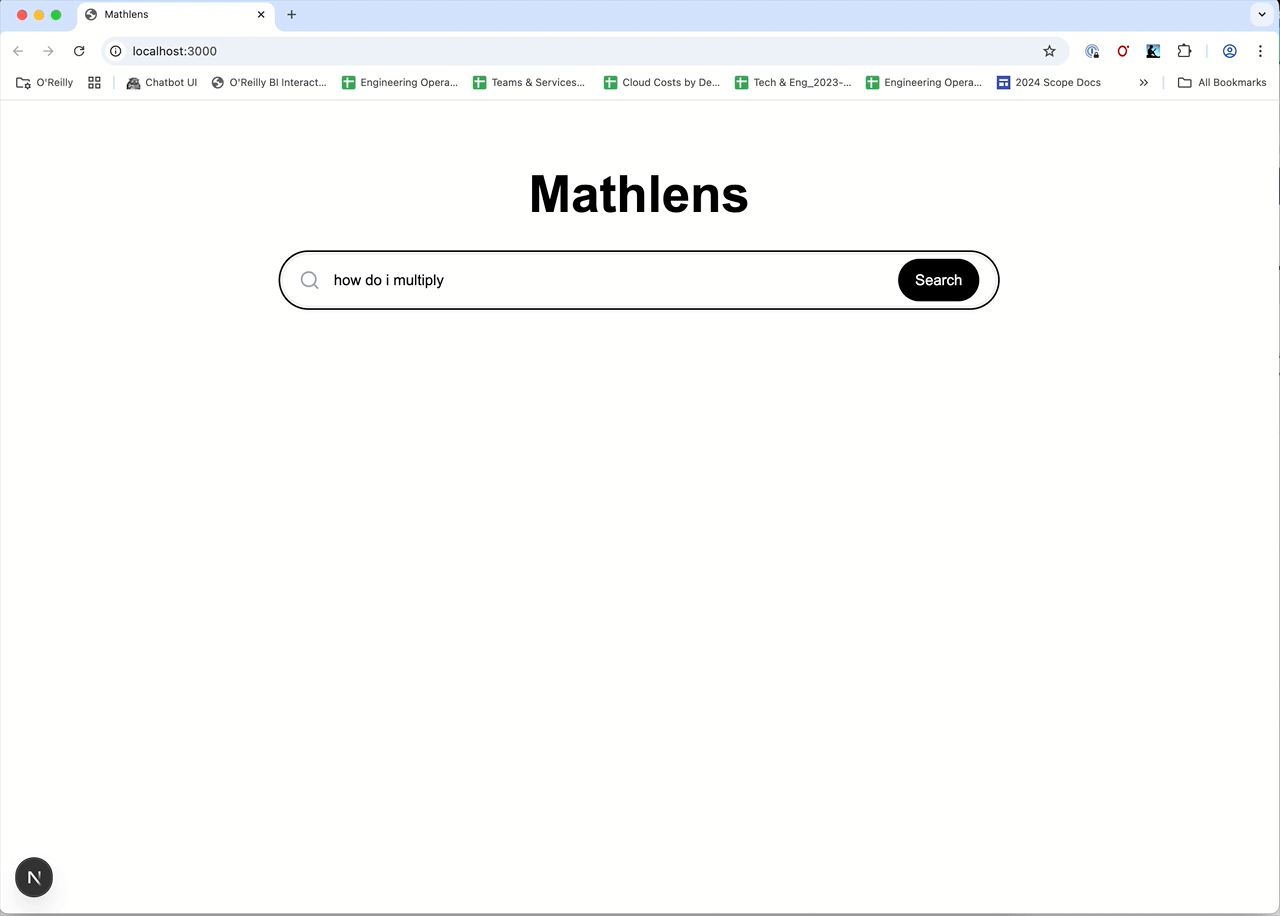 Mathlens
localhost:3000
O'Reilly Chatbot UI O'Reilly BI Interact... Engineering Opera... Teams & Services... Cloud Costs by De... Tech & Eng_2023-... Engineering Opera... 2024 Scope Docs All Bookmarks
Mathlens
how do i multiply Search
N